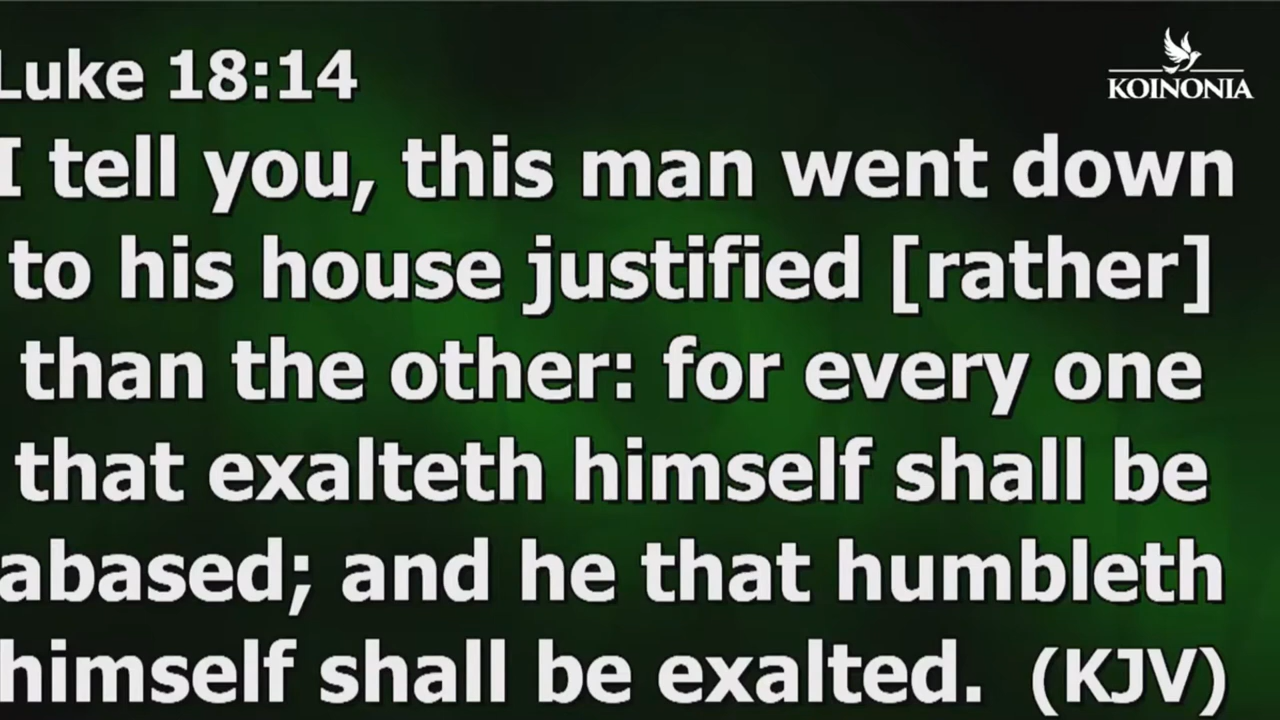 Luke 18:14
KOINONIA
I tell you, this man went down
to his house justified [rather]
than the other: for every one
that exalteth himself shall be
abased; and he that humbleth
himself shall be exalted. (KJV)